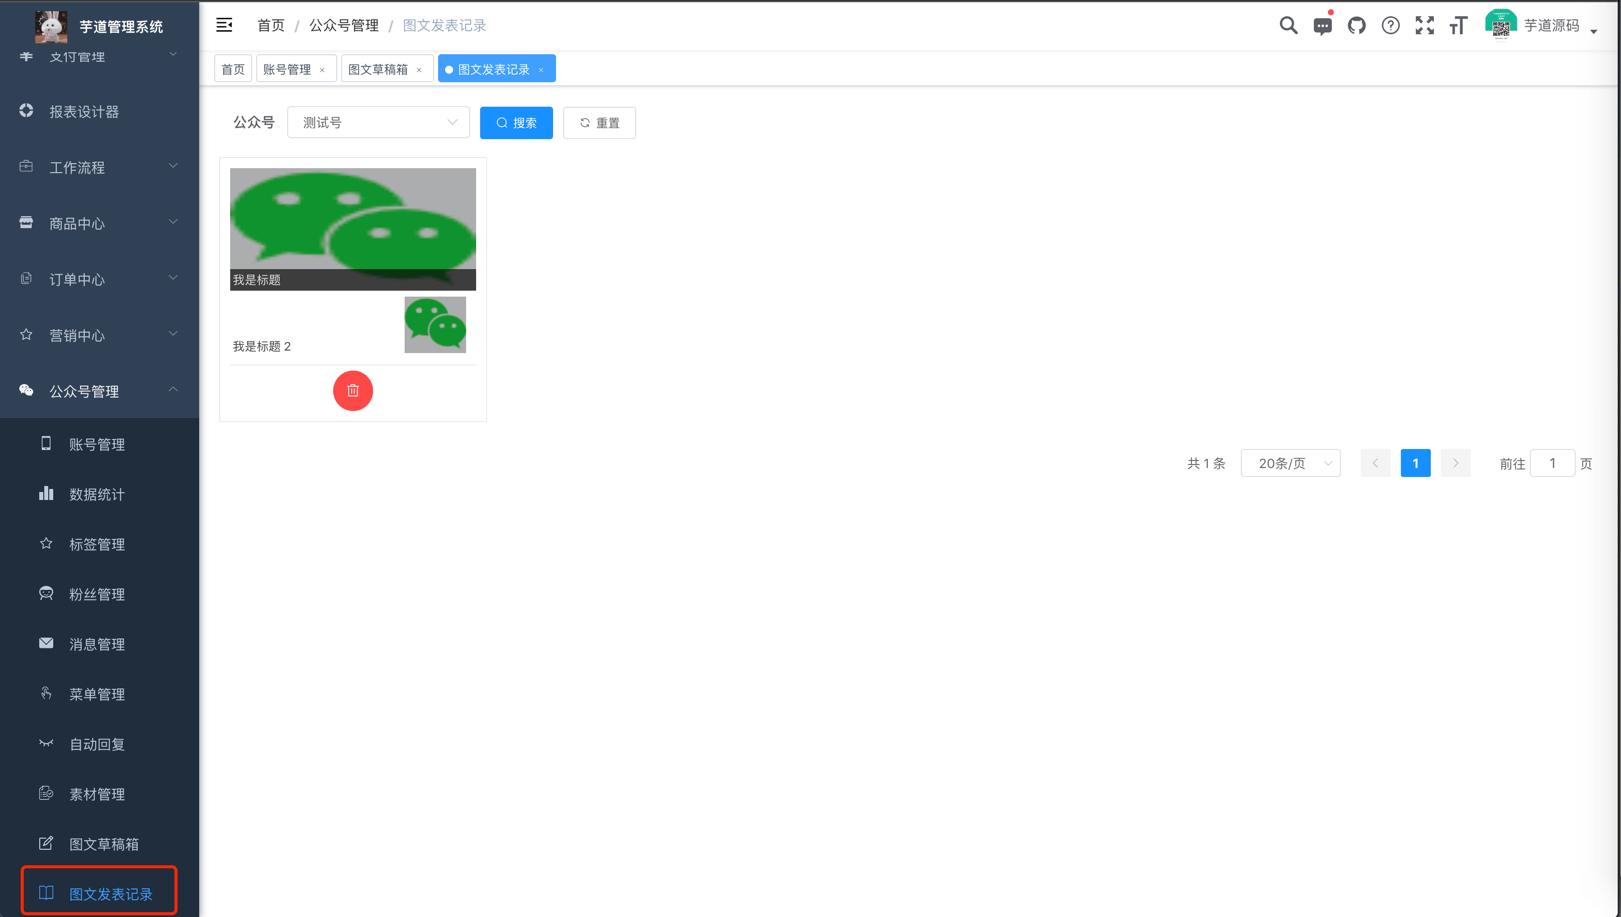 芋道管理系统
支付管理
报表设计器
工作流程
商品中心
订单中心
营销中心
公众号管理
账号管理
数据统计
标签管理
粉丝管理
消息管理
菜单管理
自动回复
素材管理
图文草稿箱
图文发表记录
首页 / 公众号管理 / 图文发表记录
芋道源码
首页 账号管理 × 图文草稿箱 × 图文发表记录 ×
公众号 测试号 搜索 重置
我是标题
我是标题 2
共 1 条 20条/页 1 前往 1 页